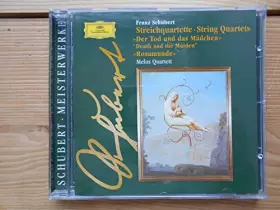 SCHUBERT · MEISTERWERKE
Franz Schubert
Streichquartette · String Quartets
»Der Tod und das Mädchen«
"Death and the Maiden"
»Rosamunde«
Melos Quartett
Schubert